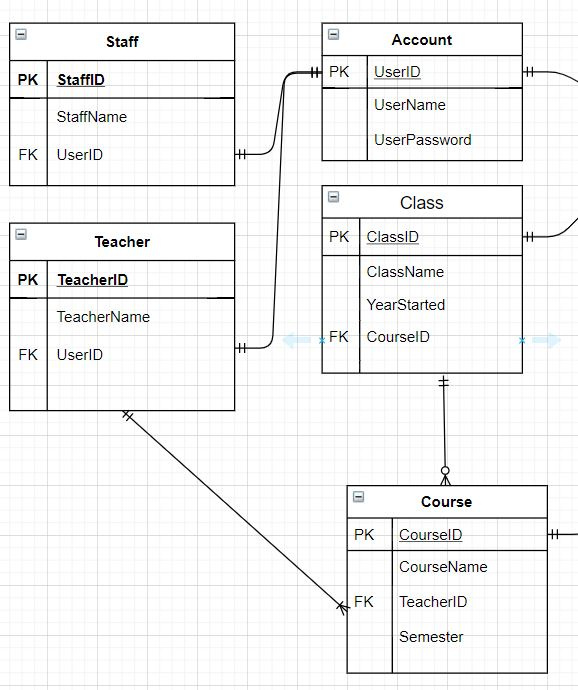 Staff
PK StaffID
StaffName
FK UserID
Account
PK UserID
UserName
UserPassword
Teacher
PK TeacherID
TeacherName
FK UserID
Class
PK ClassID
ClassName
YearStarted
FK CourseID
Course
PK CourseID
CourseName
FK TeacherID
Semester